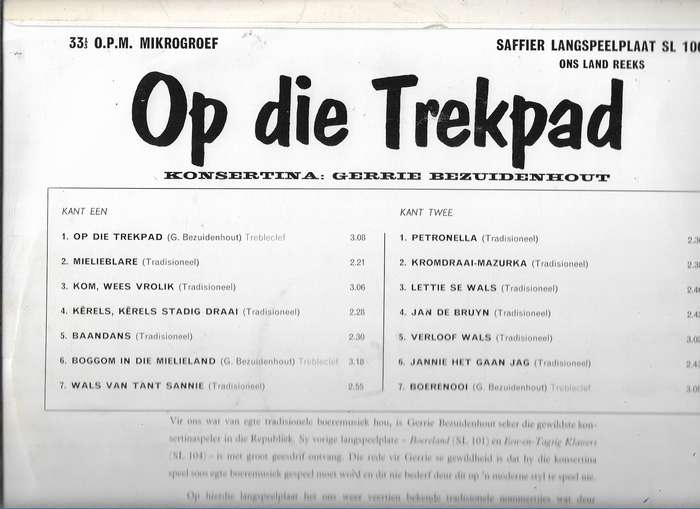 33⅓ O.P.M. MIKROGROEF
SAFFIER LANGSPEELPLAAT SL
ONS LAND REEKS
Op die Trekpad
KONSERTINA: GERRIE BEZUIDENHOUT
KANT EEN
1. OP DIE TREKPAD (G. Bezuidenhout) Trebleclef 3.08
2. MIELIEBLARE (Tradisioneel) 2.21
3. KOM, WEES VROLIK (Tradisioneel) 3.06
4. KÊRELS, KÊRELS STADIG DRAAI (Tradisioneel) 2.28
5. BAANDANS (Tradisioneel) 2.30
6. BOGGOM IN DIE MIELIELAND (G. Bezuidenhout) Trebleclef 3.18
7. WALS VAN TANT SANNIE (Tradisioneel) 2.55
KANT TWEE
1. PETRONELLA (Tradisioneel)
2. KROMDRAAI-MAZURKA (Tradisioneel)
3. LETTIE SE WALS (Tradisioneel)
4. JAN DE BRUYN (Tradisioneel)
5. VERLOOF WALS (Tradisioneel)
6. JANNIE HET GAAN JAG (Tradisioneel)
7. BOERENOOI (G. Bezuidenhout) Trebleclef
Vir ons wat van egte tradisionele boeremusiek hou, is Gerrie Bezuidenhout seker die gewildste kon-
sertinaspeler in die Republiek. Sy vorige langspeelplate – Boereland (SL 101) en Een-en-Togtig Klawers
(SL 104) – is met groot geesdrif ontvang. Die rede vir Gerrie se gewildheid is dat hy die konsertina
speel soos egte boeremusiek gespeel moet word en dit nie bederf deur dit op 'n moderne styl te speel nie.
Op hierdie langspeelplaat het ons weer veertien bekende tradisionele nommertjies wat deur